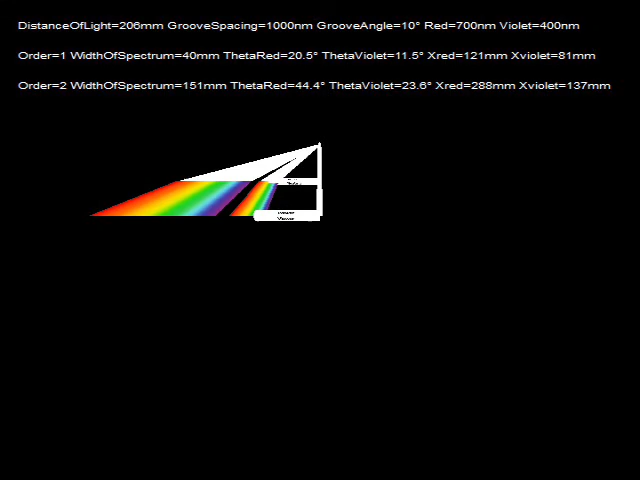 DistanceOfLight=206mm GrooveSpacing=1000nm GrooveAngle=10° Red=700nm Violet=400nm
Order=1 WidthOfSpectrum=40mm ThetaRed=20.5° ThetaViolet=11.5° Xred=121mm Xviolet=81mm
Order=2 WidthOfSpectrum=151mm ThetaRed=44.4° ThetaViolet=23.6° Xred=288mm Xviolet=137mm
Viewer